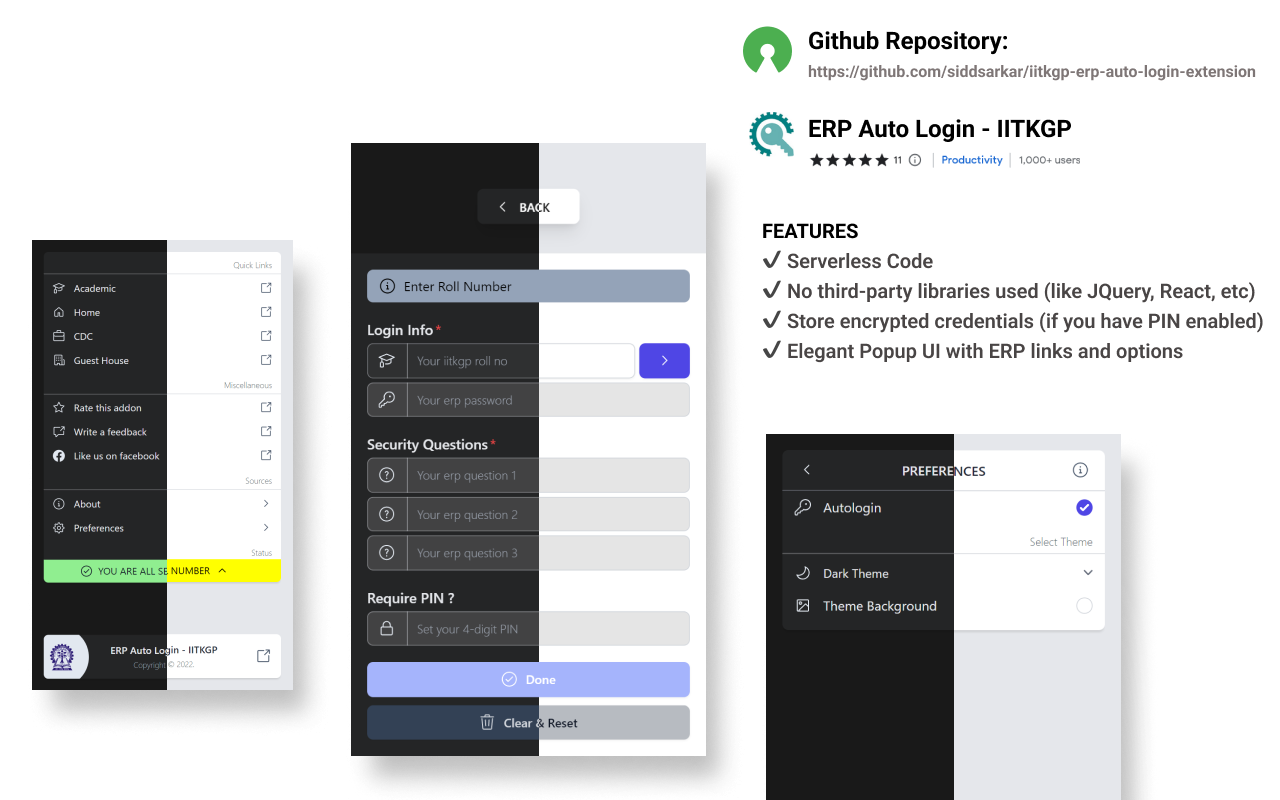 Github Repository:
https://github.com/siddsarkar/iitkgp-erp-auto-login-extension
ERP Auto Login - IITKGP
11 Productivity 1,000+ users
FEATURES
Serverless Code
No third-party libraries used (like JQuery, React, etc)
Store encrypted credentials (if you have PIN enabled)
Elegant Popup UI with ERP links and options
Quick Links
Academic
Home
CDC
Guest House
Miscellaneous
Rate this addon
Write a feedback
Like us on facebook
Sources
About
Preferences
Status
YOU ARE ALL SE NUMBER
ERP Auto Login - IITKGP
Copyright © 2022.
BACK
Enter Roll Number
Login Info*
Your iitkgp roll no
Your erp password
Security Questions*
Your erp question 1
Your erp question 2
Your erp question 3
Require PIN ?
Set your 4-digit PIN
Done
Clear & Reset
PREFERENCES
Autologin
Select Theme
Dark Theme
Theme Background